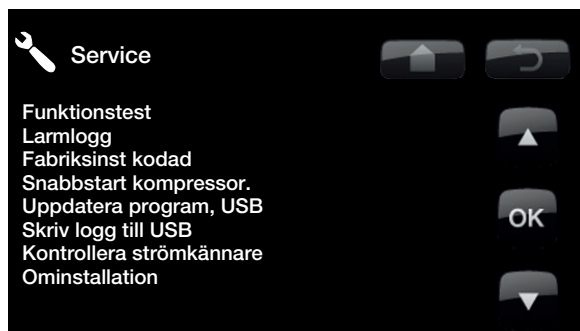 Service
Funktionstest
Larmlogg
Fabriksinst kodad
Snabbstart kompressor.
Uppdatera program, USB
Skriv logg till USB
Kontrollera strömkännare
Ominstallation
OK